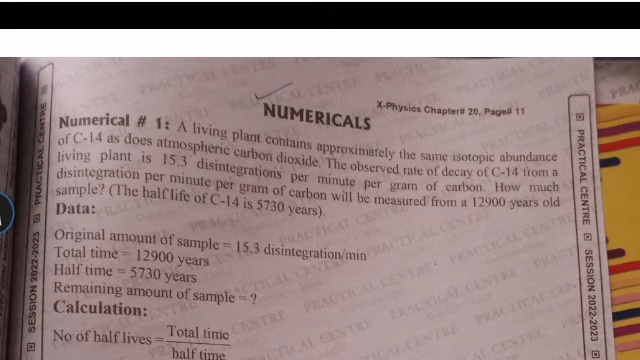 X-Physics Chapter# 20, Page# 11
NUMERICALS
Numerical # 1: A living plant contains approximately the same isotopic abundance
of C-14 as does atmospheric carbon dioxide. The observed rate of decay of C-14 from a
living plant is 15.3 disintegrations per minute per gram of carbon. How much
disintegration per minute per gram of carbon will be measured from a 12900 years old
sample? (The half life of C-14 is 5730 years).
Data:
Original amount of sample = 15.3 disintegration/min
Total time = 12900 years
Half time = 5730 years
Remaining amount of sample = ?
Calculation:
No of half lives = Total time
half time
SESSION 2022-2023 PRACTICAL CENTRE
PRACTICAL CENTRE SESSION 2022-2023